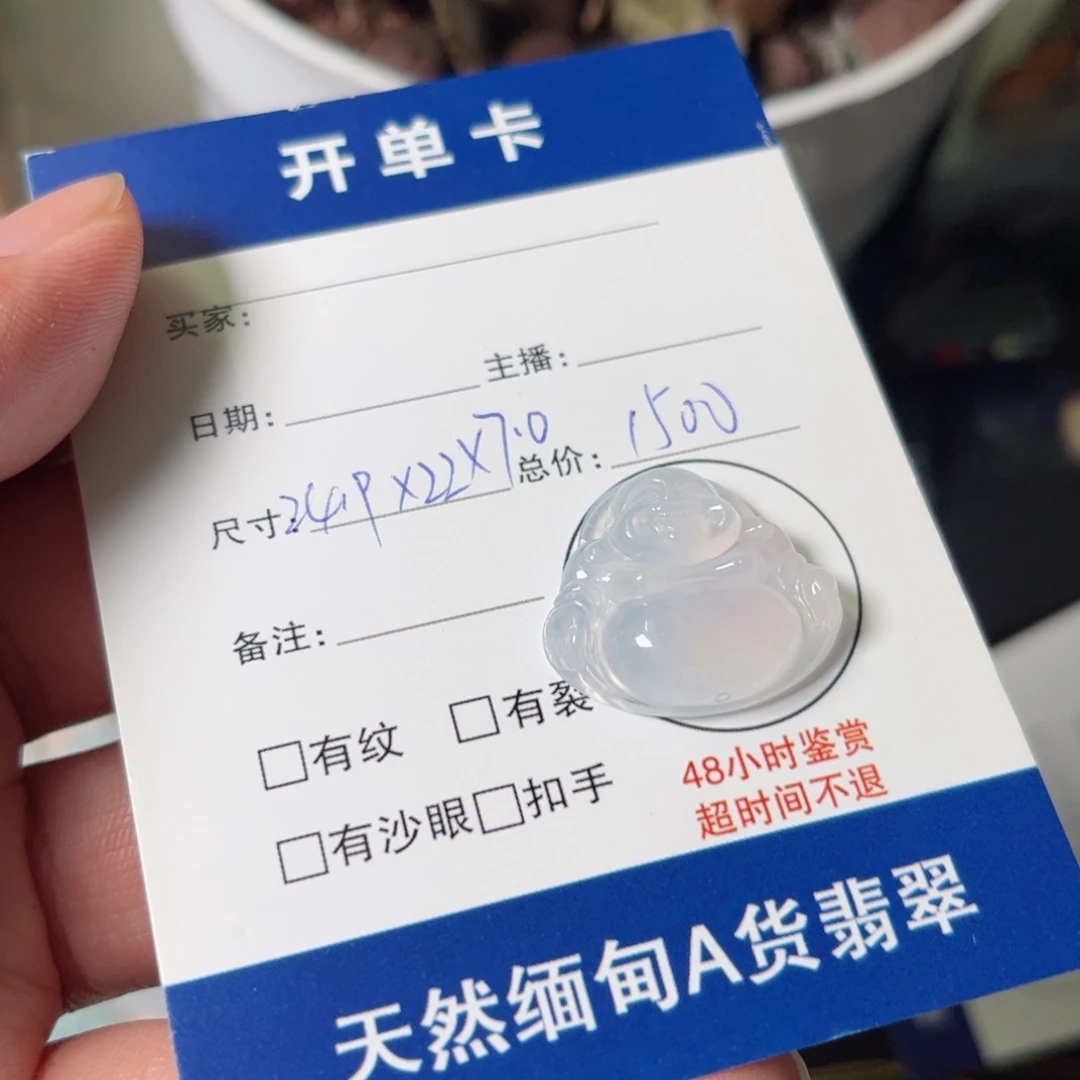 开单卡
买家:
日期: 主播:
尺寸: 24.9X22X7.0 总价: 1500
备注:
□有纹 □有裂
□有沙眼 □扣手
48小时鉴赏
超时间不退
天然缅甸A货翡翠